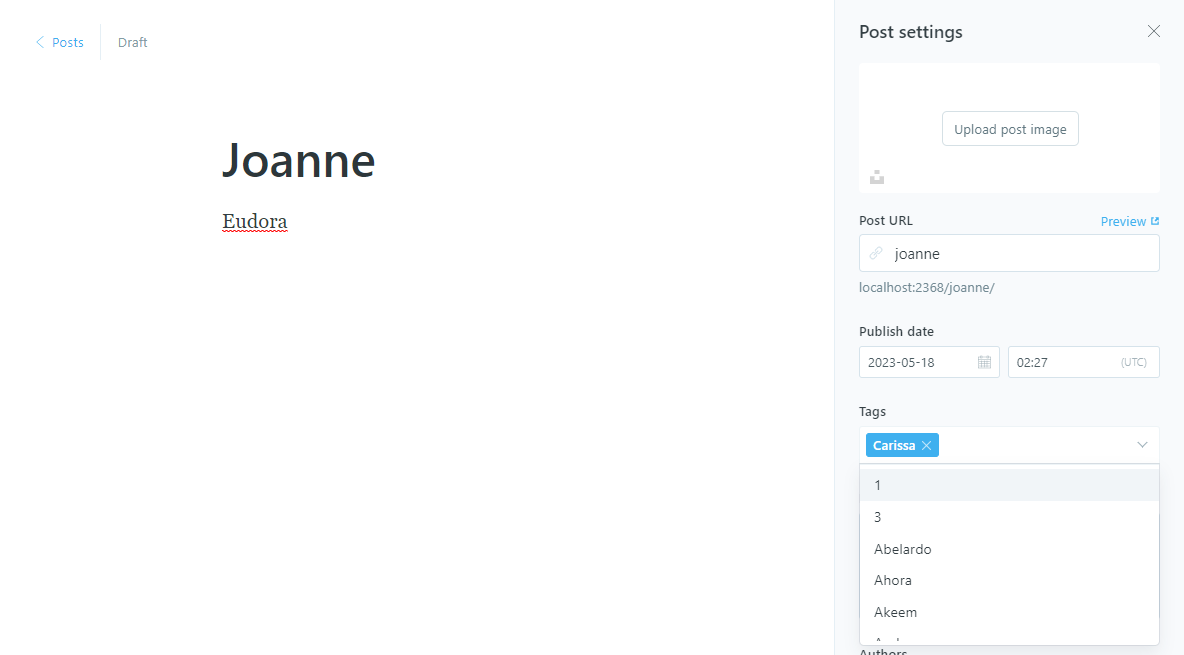 Posts
Draft
Joanne
Eudora
Post settings
Upload post image
Post URL
Preview
joanne
localhost:2368/joanne/
Publish date
2023-05-18
02:27
(UTC)
Tags
Carissa
1
3
Abelardo
Ahora
Akeem
Authors